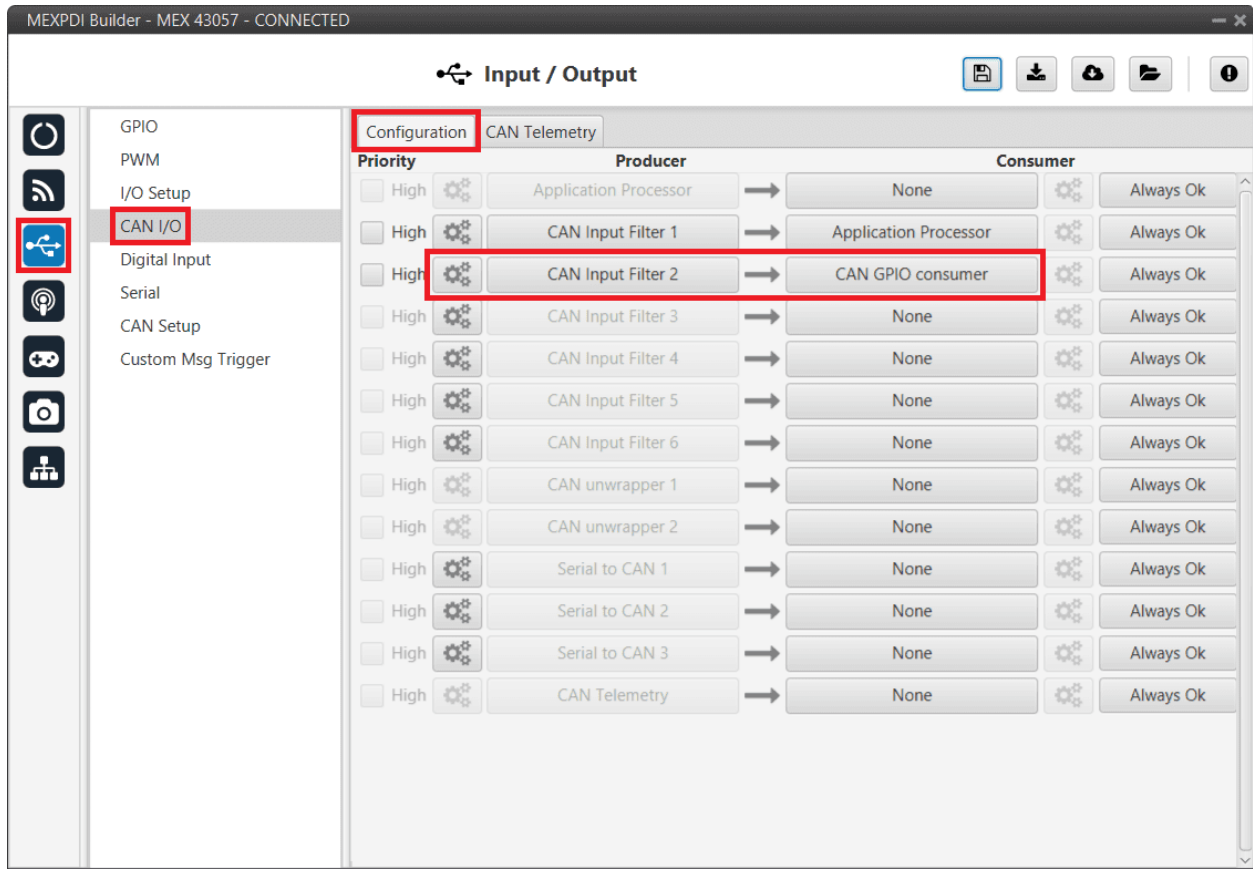 MEXPDI Builder - MEX 43057 - CONNECTED
Input / Output
GPIO
PWM
I/O Setup
CAN I/O
Digital Input
Serial
CAN Setup
Custom Msg Trigger
Configuration CAN Telemetry
Priority Producer Consumer
High Application Processor None Always Ok
High CAN Input Filter 1 Application Processor Always Ok
High CAN Input Filter 2 CAN GPIO consumer Always Ok
High CAN Input Filter 3 None Always Ok
High CAN Input Filter 4 None Always Ok
High CAN Input Filter 5 None Always Ok
High CAN Input Filter 6 None Always Ok
High CAN unwrapper 1 None Always Ok
High CAN unwrapper 2 None Always Ok
High Serial to CAN 1 None Always Ok
High Serial to CAN 2 None Always Ok
High Serial to CAN 3 None Always Ok
High CAN Telemetry None Always Ok